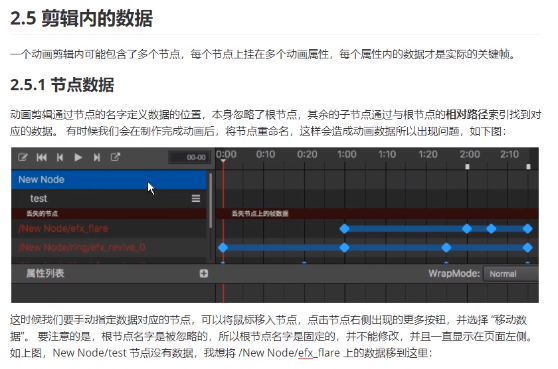 2.5 剪辑内的数据
一个动画剪辑内可能包含了多个节点，每个节点上挂在多个动画属性，每个属性内的数据才是实际的关键帧。
2.5.1 节点数据
动画剪辑通过节点的名字定义数据的位置，本身忽略了根节点，其余的子节点通过与根节点的相对路径索引找到对
应的数据。 有时候我们会在制作完成动画后，将节点重命名，这样会造成动画数据所以出现问题，如下图：
00-00 0:00 0:10 0:20 1:00 1:10 1:20 2:00 2:10
New Node
test
丢失的节点 丢失节点上的帧数据
/New Node/efx_flare
/New Node/ring/efx_revive_0
属性列表 WrapMode: Normal
这时候我们要手动指定数据对应的节点，可以将鼠标移入节点，点击节点右侧出现的更多按钮，并选择 “移动数
据”。 要注意的是，根节点名字是被忽略的，所以根节点名字是固定的，并不能修改，并且一直显示在页面左侧。
如上图，New Node/test 节点没有数据，我想将 /New Node/efx_flare 上的数据移到这里：